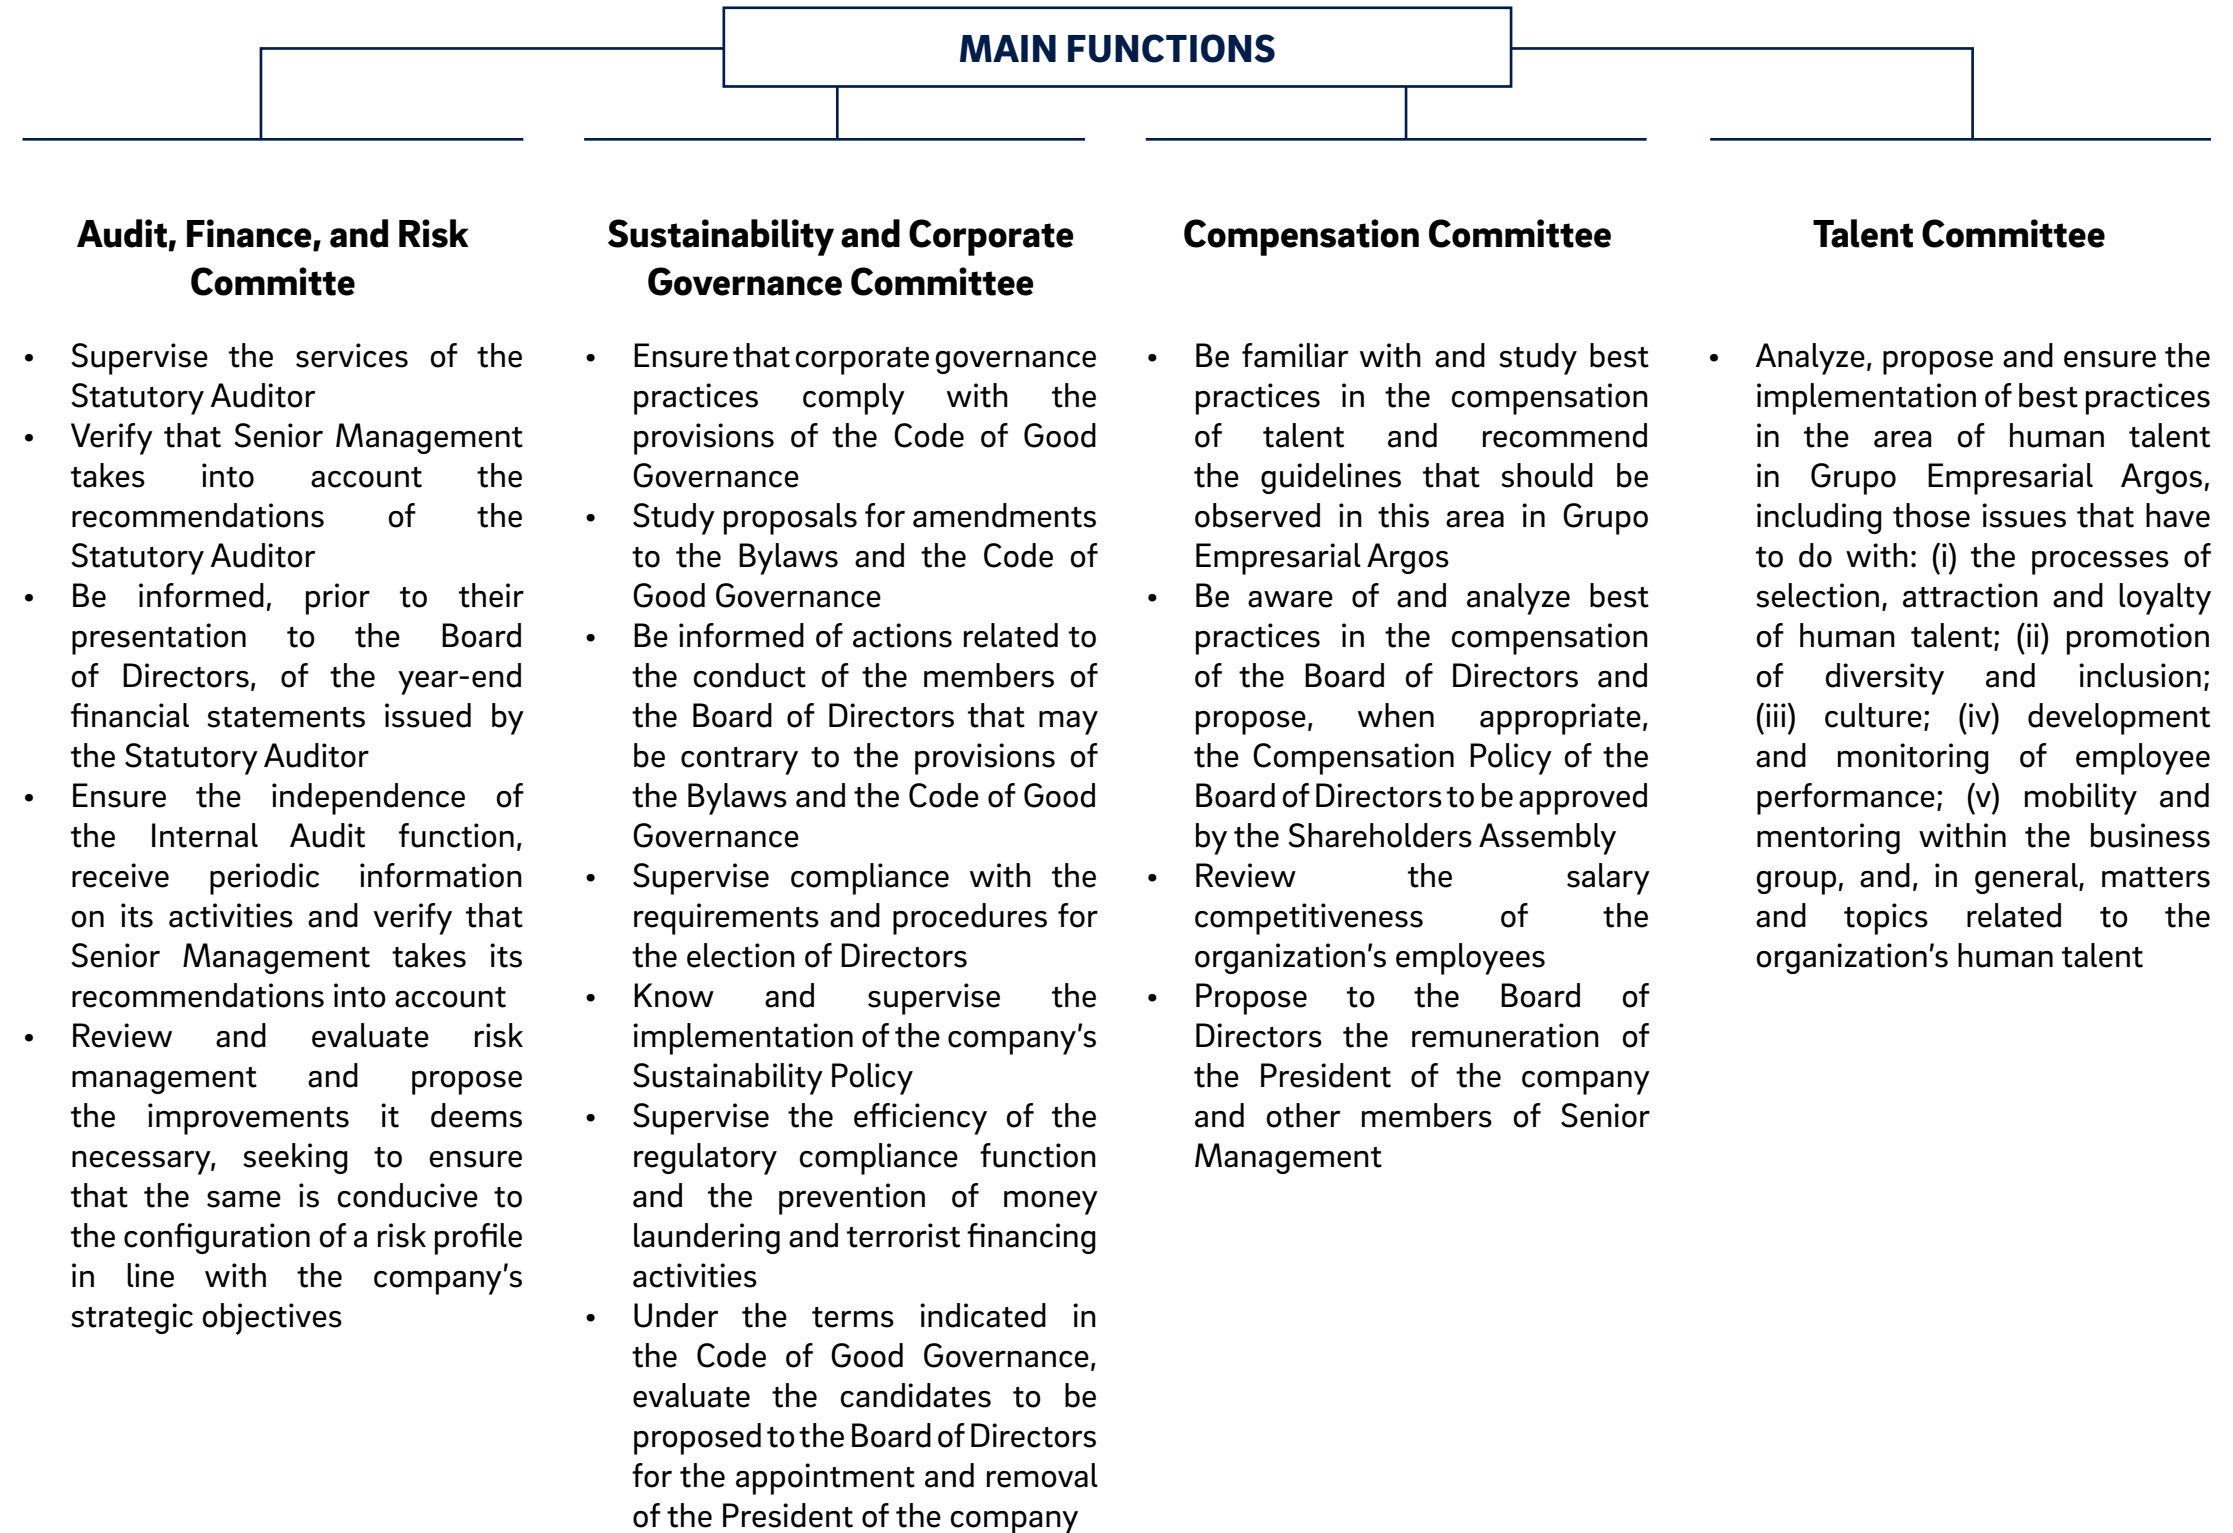 MAIN FUNCTIONS
Audit, Finance, and Risk
Committe
• Supervise the services of the
Statutory Auditor
• Verify that Senior Management
takes into account the
recommendations of the
Statutory Auditor
• Be informed, prior to their
presentation to the Board
of Directors, of the year-end
financial statements issued by
the Statutory Auditor
• Ensure the independence of
the Internal Audit function,
receive periodic information
on its activities and verify that
Senior Management takes its
recommendations into account
• Review and evaluate risk
management and propose
the improvements it deems
necessary, seeking to ensure
that the same is conducive to
the configuration of a risk profile
in line with the company’s
strategic objectives
Sustainability and Corporate
Governance Committee
• Ensure that corporate governance
practices comply with the
provisions of the Code of Good
Governance
• Study proposals for amendments
to the Bylaws and the Code of
Good Governance
• Be informed of actions related to
the conduct of the members of
the Board of Directors that may
be contrary to the provisions of
the Bylaws and the Code of Good
Governance
• Supervise compliance with the
requirements and procedures for
the election of Directors
• Know and supervise the
implementation of the company’s
Sustainability Policy
• Supervise the efficiency of the
regulatory compliance function
and the prevention of money
laundering and terrorist financing
activities
• Under the terms indicated in
the Code of Good Governance,
evaluate the candidates to be
proposed to the Board of Directors
for the appointment and removal
of the President of the company
Compensation Committee
• Be familiar with and study best
practices in the compensation
of talent and recommend
the guidelines that should be
observed in this area in Grupo
Empresarial Argos
• Be aware of and analyze best
practices in the compensation
of the Board of Directors and
propose, when appropriate,
the Compensation Policy of the
Board of Directors to be approved
by the Shareholders Assembly
• Review the salary
competitiveness of the
organization’s employees
• Propose to the Board of
Directors the remuneration of
the President of the company
and other members of Senior
Management
Talent Committee
• Analyze, propose and ensure the
implementation of best practices
in the area of human talent
in Grupo Empresarial Argos,
including those issues that have
to do with: (i) the processes of
selection, attraction and loyalty
of human talent; (ii) promotion
of diversity and inclusion;
(iii) culture; (iv) development
and monitoring of employee
performance; (v) mobility and
mentoring within the business
group, and, in general, matters
and topics related to the
organization’s human talent